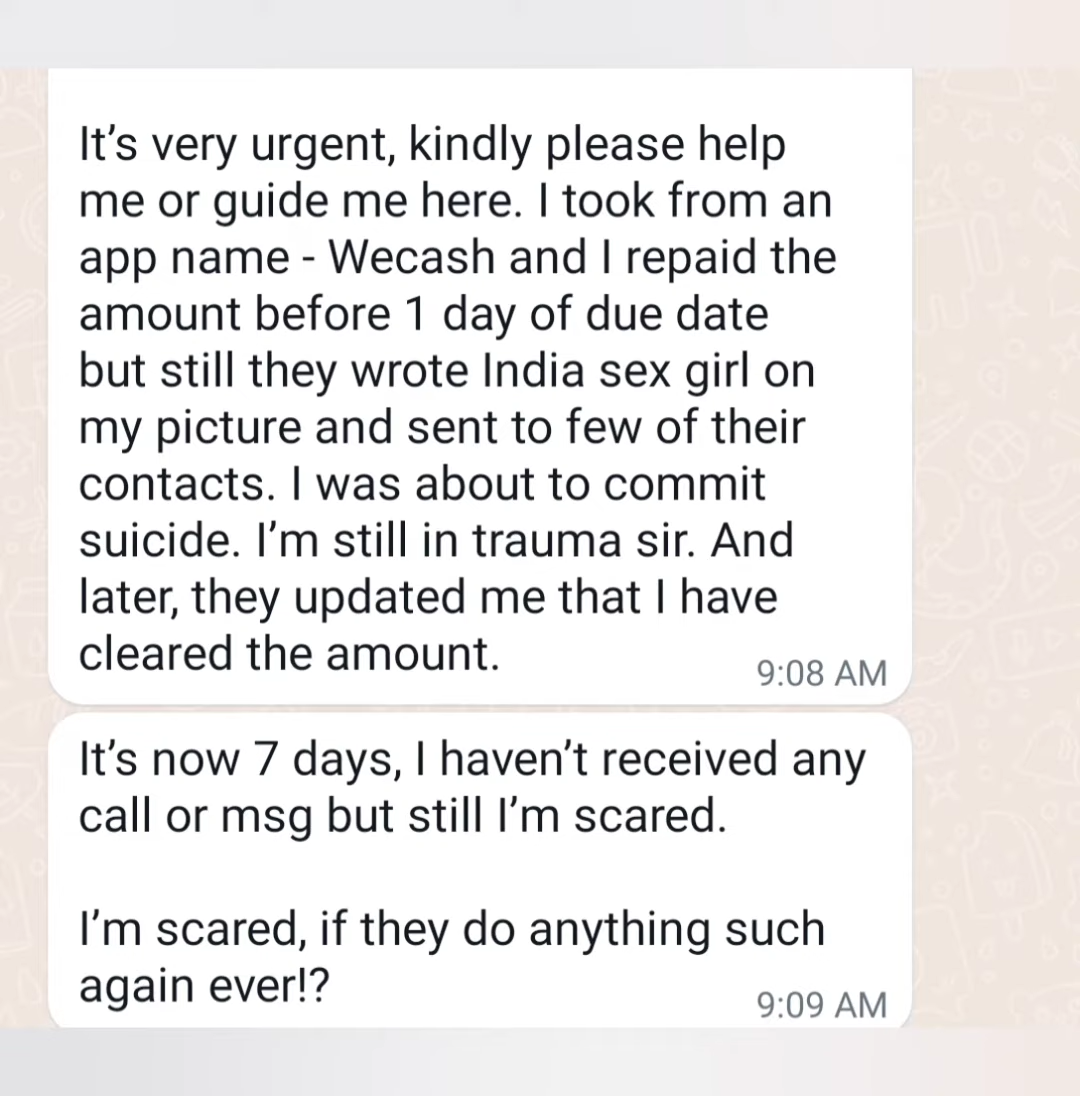 It's very urgent, kindly please help
me or guide me here. I took from an
app name - Wecash and I repaid the
amount before 1 day of due date
but still they wrote India sex girl on
my picture and sent to few of their
contacts. I was about to commit
suicide. I'm still in trauma sir. And
later, they updated me that I have
cleared the amount.
9:08 AM
It's now 7 days, I haven't received any
call or msg but still I'm scared.
I'm scared, if they do anything such
again ever!?
9:09 AM